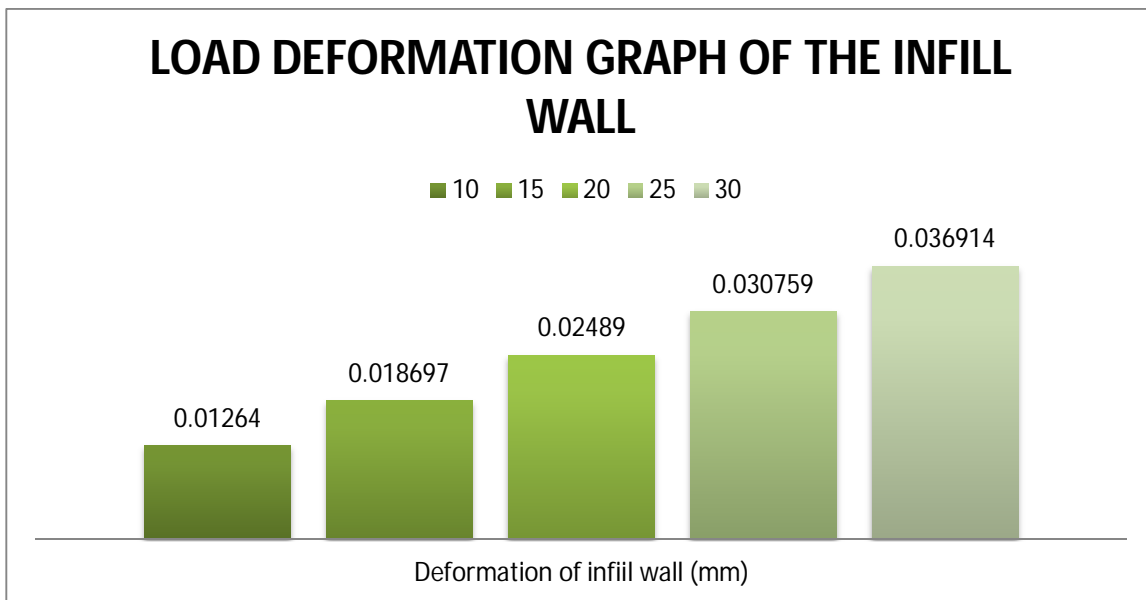 LOAD DEFORMATION GRAPH OF THE INFILL
WALL
10 15 20 25 30
0.036914
0.030759
0.02489
0.018697
0.01264
Deformation of infiil wall (mm)